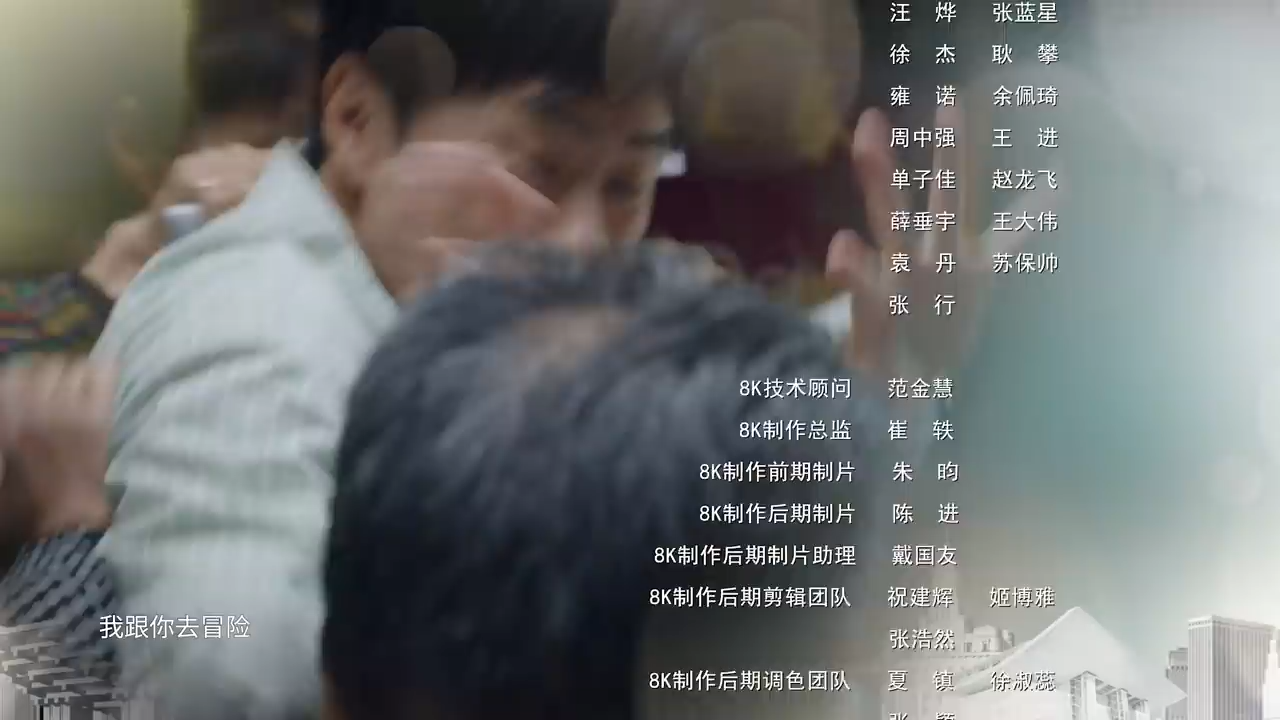 汪 烨 张蓝星
徐 杰 耿 攀
雍 诺 余佩琦
周中强 王 进
单子佳 赵龙飞
薛垂宇 王大伟
袁 丹 苏保帅
张 行
8K技术顾问 范金慧
8K制作总监 崔 轶
8K制作前期制片 朱 昀
8K制作后期制片 陈 进
8K制作后期制片助理 戴国友
8K制作后期剪辑团队 祝建辉 姬博雅
我跟你去冒险
张浩然
8K制作后期调色团队 夏 镇 徐淑蕊
张 颖